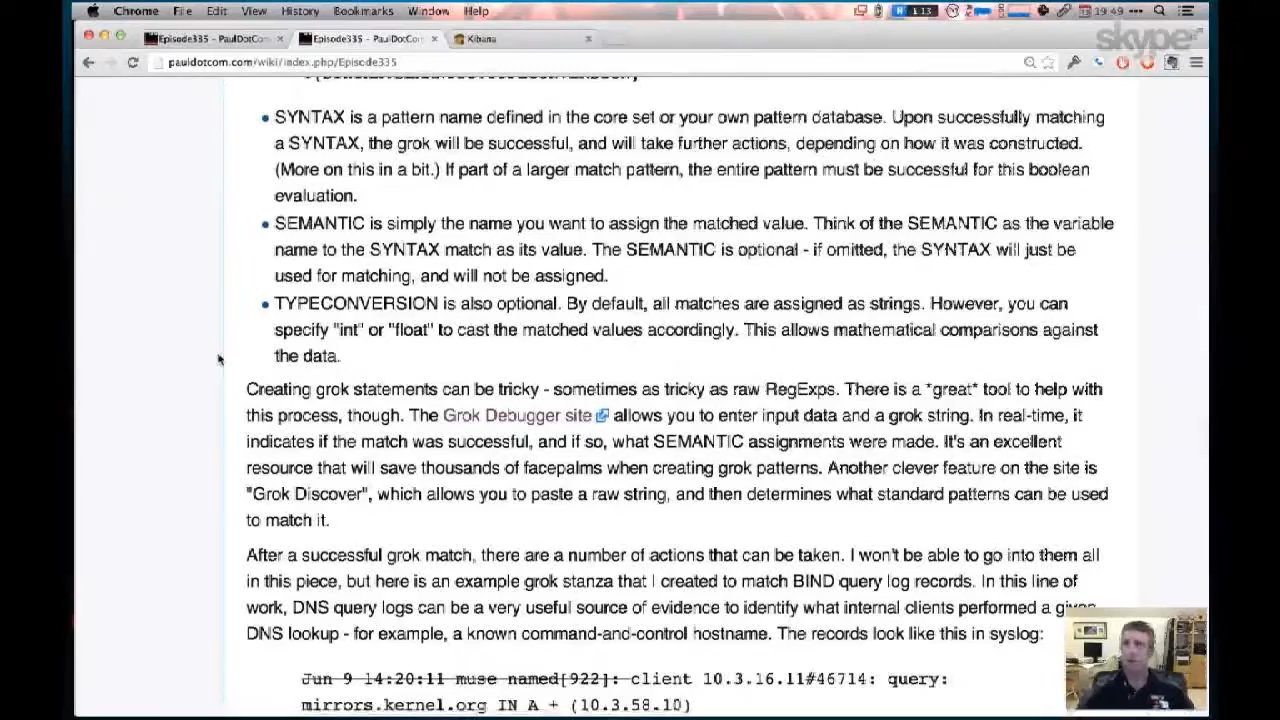 Chrome File Edit View History Bookmarks Window Help 1:13 19:49
Episode335 – PaulDotCom Episode335 – PaulDotCom Kibana
skype
pauldotcom.com/wiki/index.php/Episode335
SYNTAX is a pattern name defined in the core set or your own pattern database. Upon successfully matching
a SYNTAX, the grok will be successful, and will take further actions, depending on how it was constructed.
(More on this in a bit.) If part of a larger match pattern, the entire pattern must be successful for this boolean
evaluation.
SEMANTIC is simply the name you want to assign the matched value. Think of the SEMANTIC as the variable
name to the SYNTAX match as its value. The SEMANTIC is optional - if omitted, the SYNTAX will just be
used for matching, and will not be assigned.
TYPECONVERSION is also optional. By default, all matches are assigned as strings. However, you can
specify "int" or "float" to cast the matched values accordingly. This allows mathematical comparisons against
the data.
Creating grok statements can be tricky - sometimes as tricky as raw RegExps. There is a *great* tool to help with
this process, though. The Grok Debugger site allows you to enter input data and a grok string. In real-time, it
indicates if the match was successful, and if so, what SEMANTIC assignments were made. It's an excellent
resource that will save thousands of facepalms when creating grok patterns. Another clever feature on the site is
"Grok Discover", which allows you to paste a raw string, and then determines what standard patterns can be used
to match it.
After a successful grok match, there are a number of actions that can be taken. I won't be able to go into them all
in this piece, but here is an example grok stanza that I created to match BIND query log records. In this line of
work, DNS query logs can be a very useful source of evidence to identify what internal clients performed a given
DNS lookup - for example, a known command-and-control hostname. The records look like this in syslog:
Jun 9 14:20:11 muse named[922]: client 10.3.16.11#46714: query:
mirrors.kernel.org IN A + (10.3.58.10)